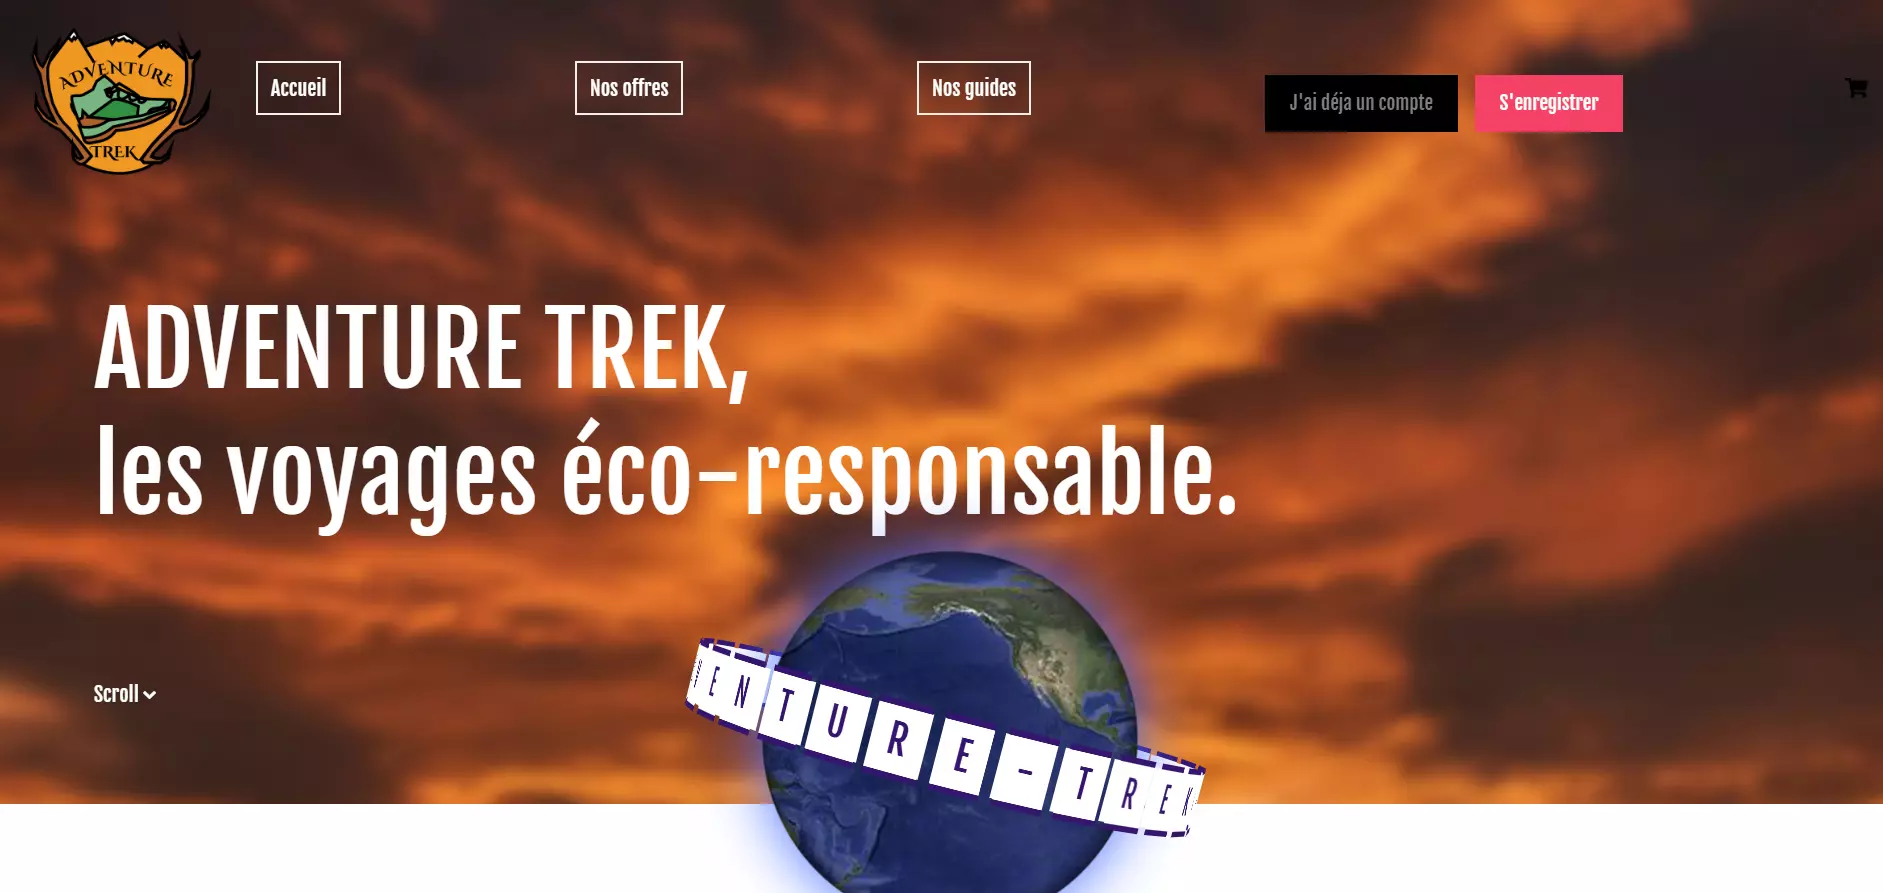 ADVENTURE
TREK
Accueil
Nos offres
Nos guides
J'ai déja un compte
S'enregistrer
ADVENTURE TREK,
les voyages éco-responsable.
Scroll
VENTURE-TREK